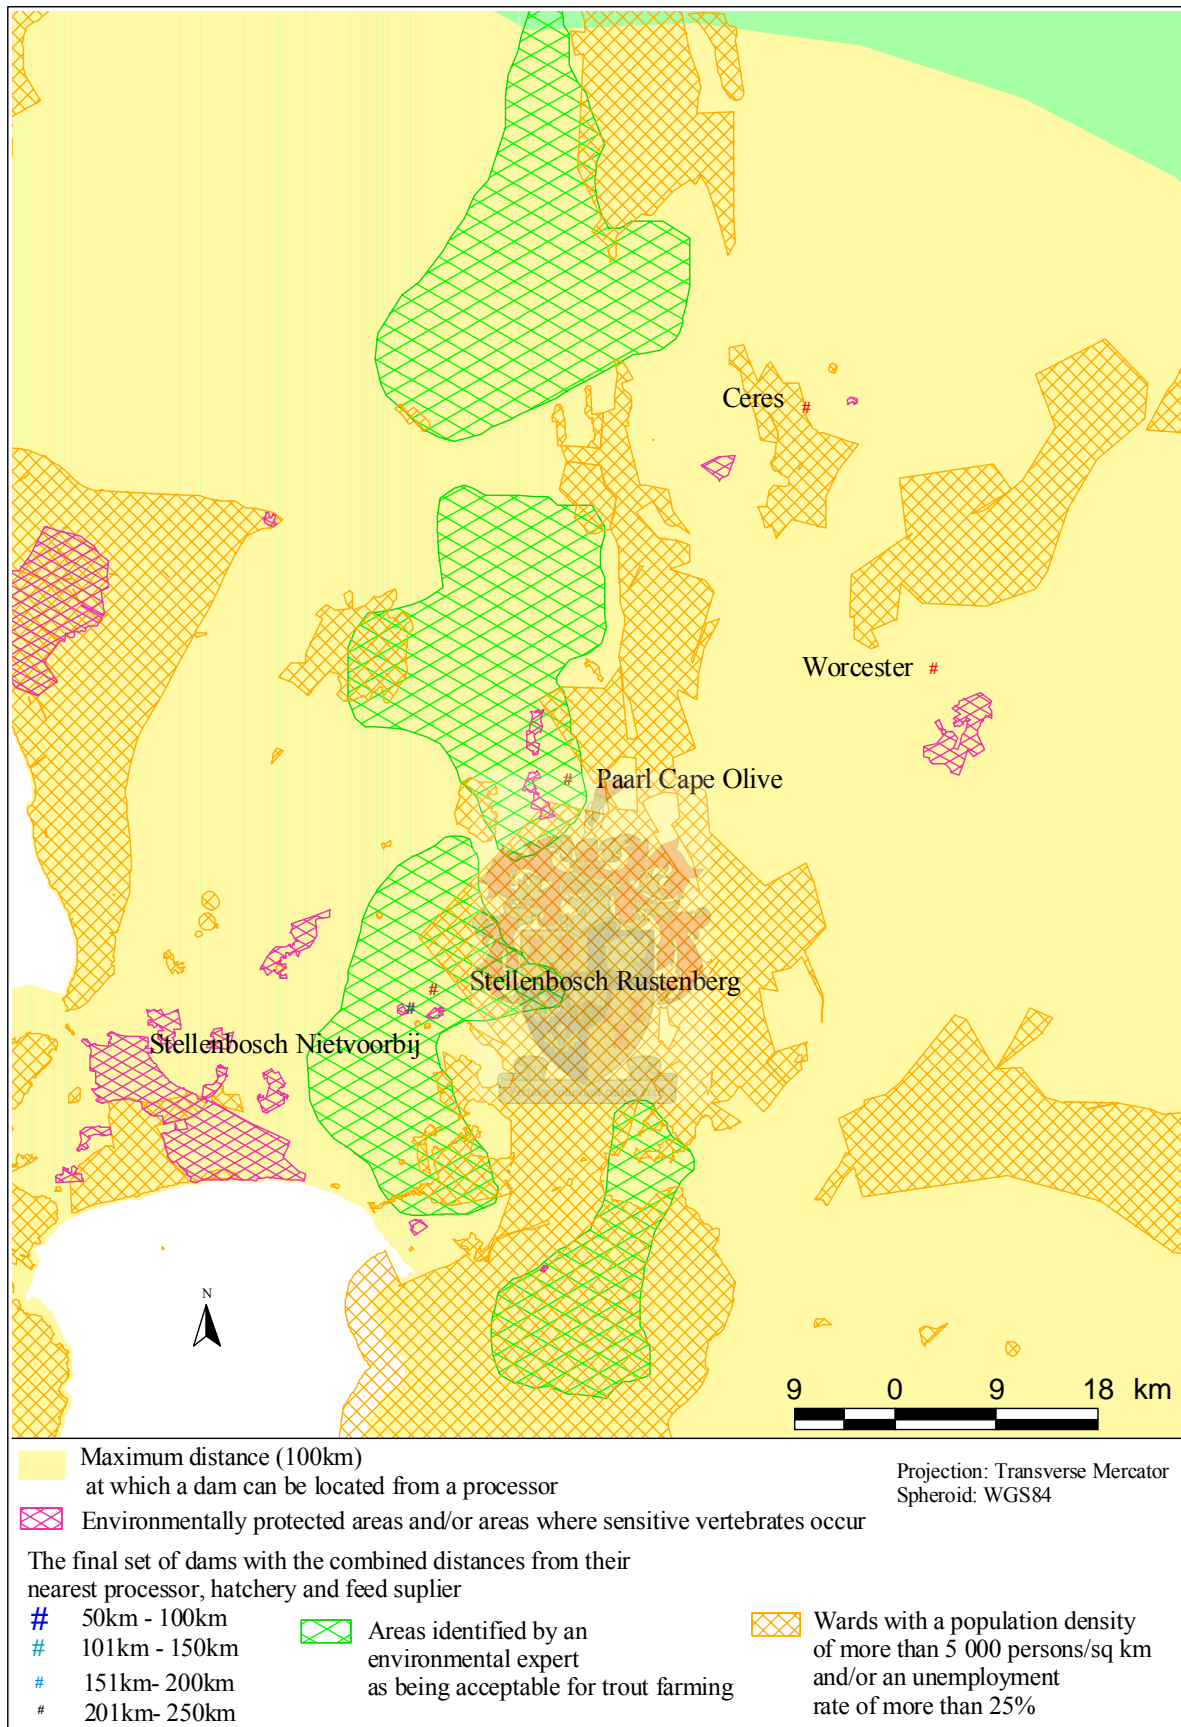 Ceres #
Worcester #
# Paarl Cape Olive
# Stellenbosch Rustenberg
#
Stellenbosch Nietvoorbij
N
9 0 9 18 km
Maximum distance (100km)
at which a dam can be located from a processor
Projection: Transverse Mercator
Spheroid: WGS84
Environmentally protected areas and/or areas where sensitive vertebrates occur
The final set of dams with the combined distances from their
nearest processor, hatchery and feed suplier
# 50km - 100km
# 101km - 150km
# 151km- 200km
# 201km- 250km
Areas identified by an
environmental expert
as being acceptable for trout farming
Wards with a population density
of more than 5 000 persons/sq km
and/or an unemployment
rate of more than 25%